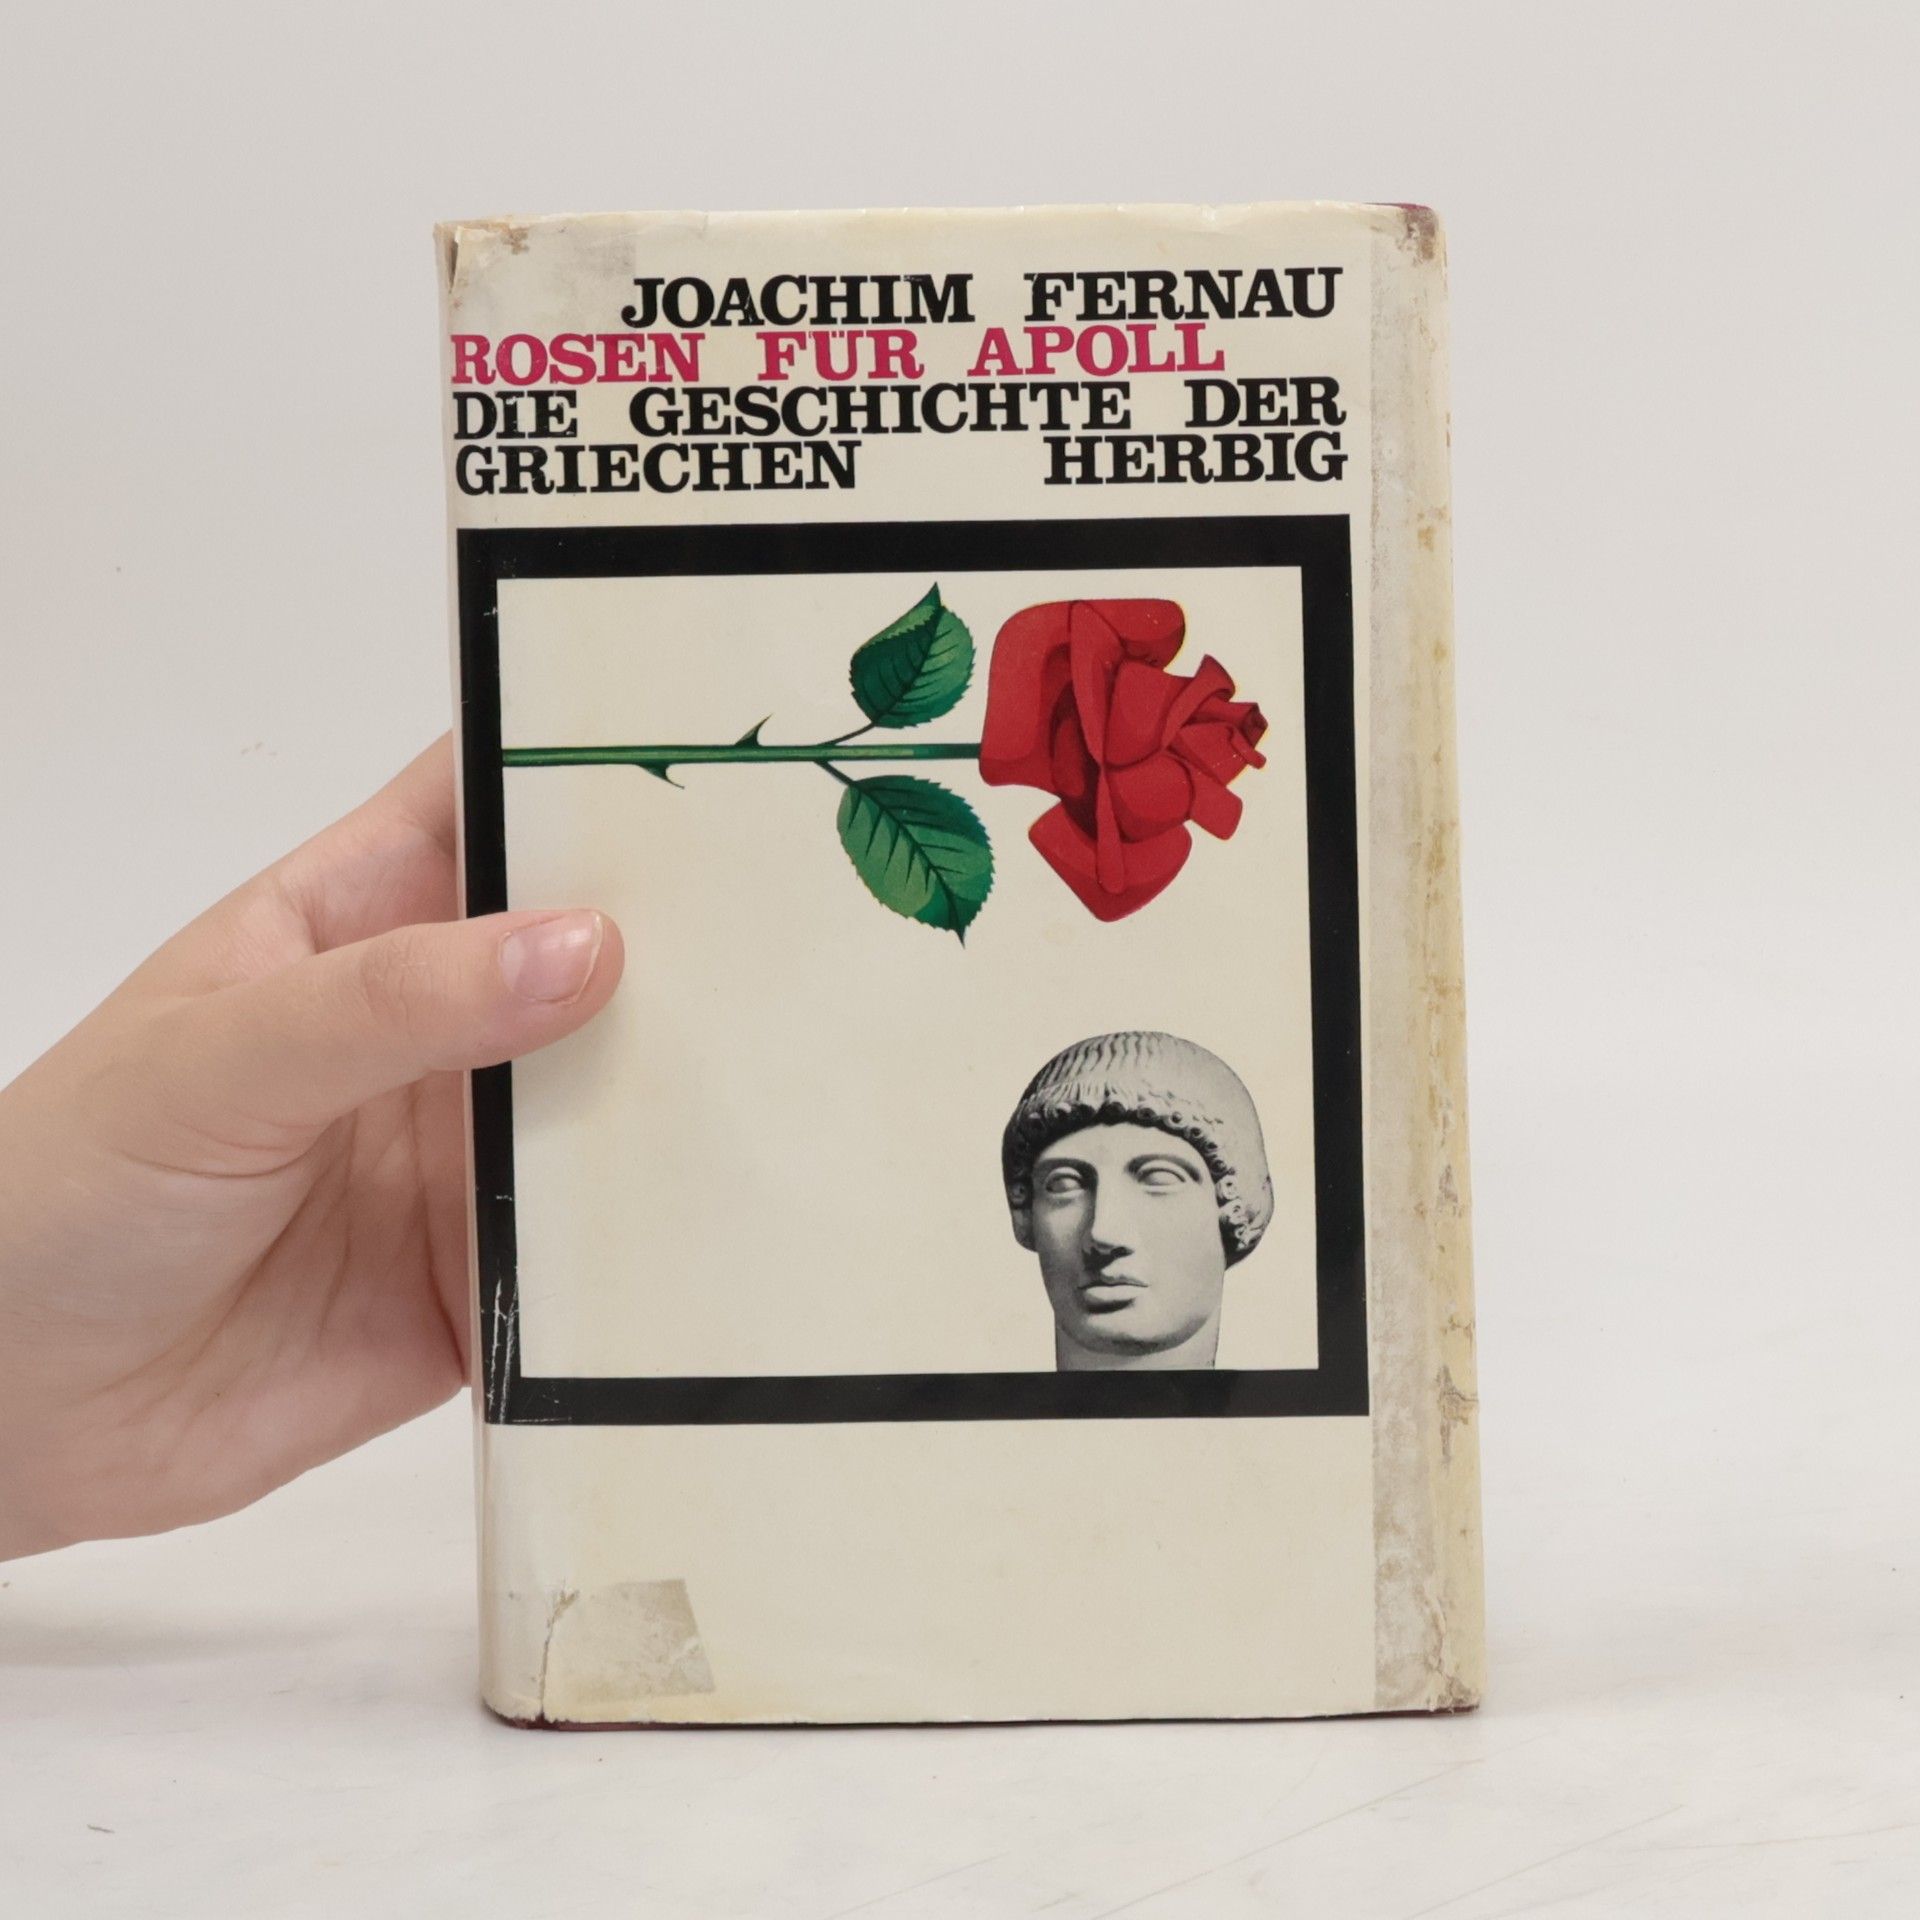 JOACHIM FERNAU
ROSEN FÜR APOLL
DIE GESCHICHTE DER
GRIECHEN HERBIG